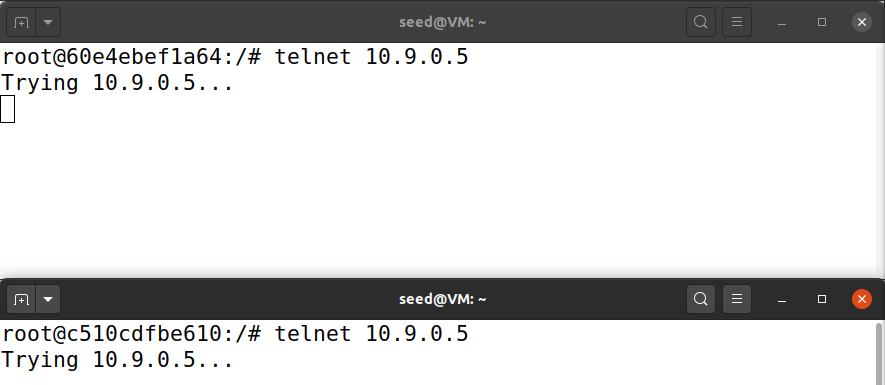 seed@VM: ~
root@60e4ebef1a64:/# telnet 10.9.0.5
Trying 10.9.0.5...
seed@VM: ~
root@c510cdfbe610:/# telnet 10.9.0.5
Trying 10.9.0.5...